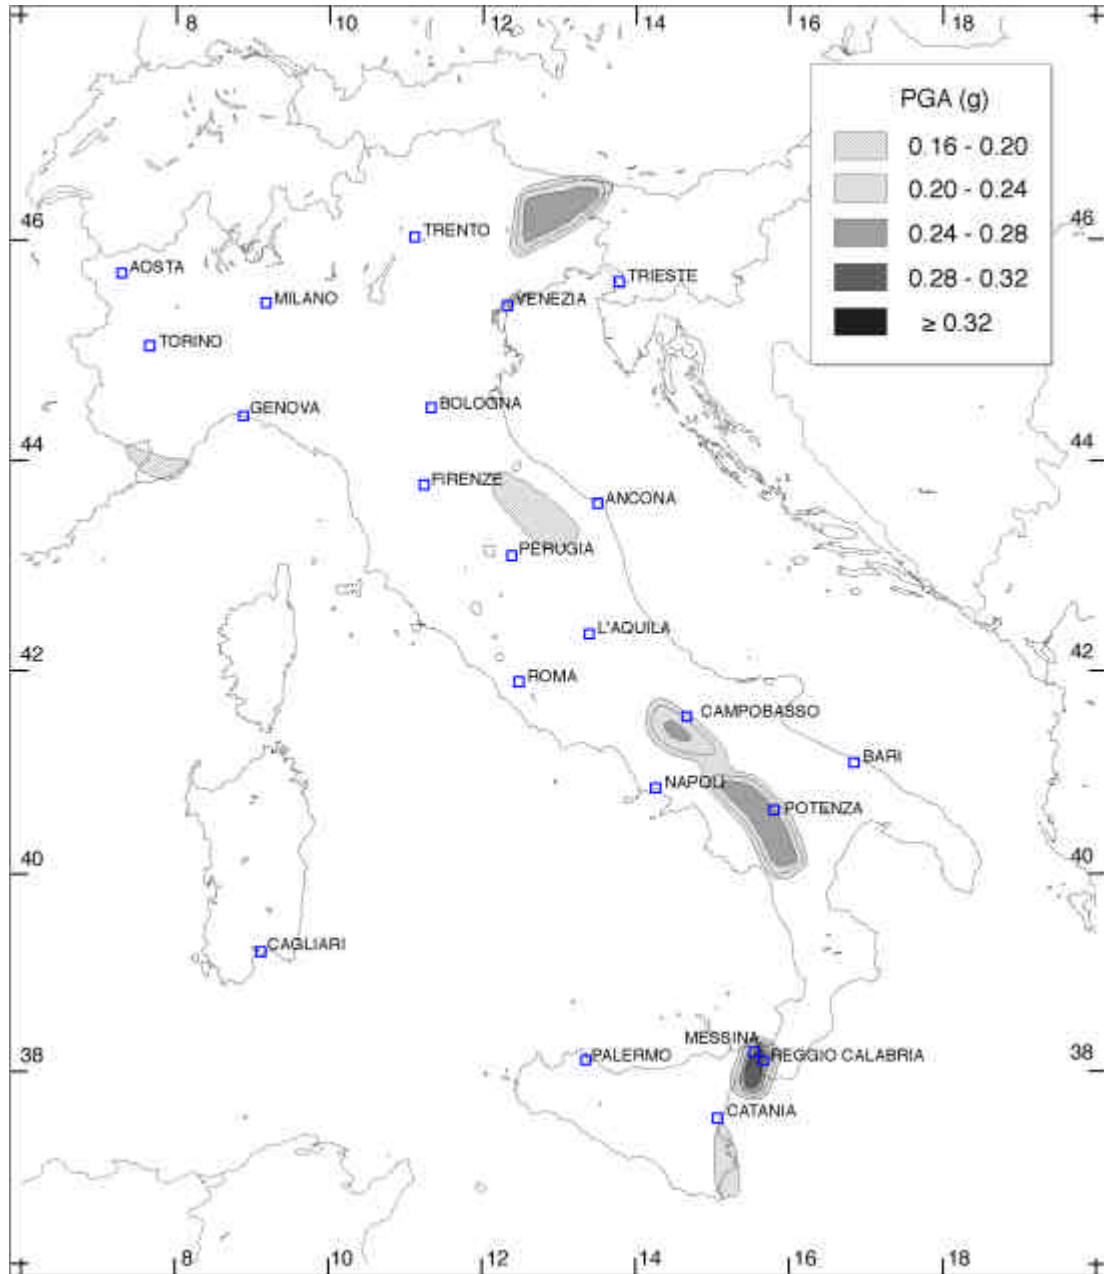 8 10 12 14 16 18
PGA (g)
0.16 - 0.20
0.20 - 0.24
0.24 - 0.28
0.28 - 0.32
≥ 0.32
46 46
TRENTO
AOSTA
TRIESTE
MILANO
VENEZIA
TORINO
GENOVA
BOLOGNA
44 44
FIRENZE
ANCONA
PERUGIA
L'AQUILA
42 42
ROMA
CAMPOBASSO
BARI
NAPOLI
POTENZA
40 40
CAGLIARI
MESSINA
38 38
PALERMO
REGGIO CALABRIA
CATANIA
8 10 12 14 16 18